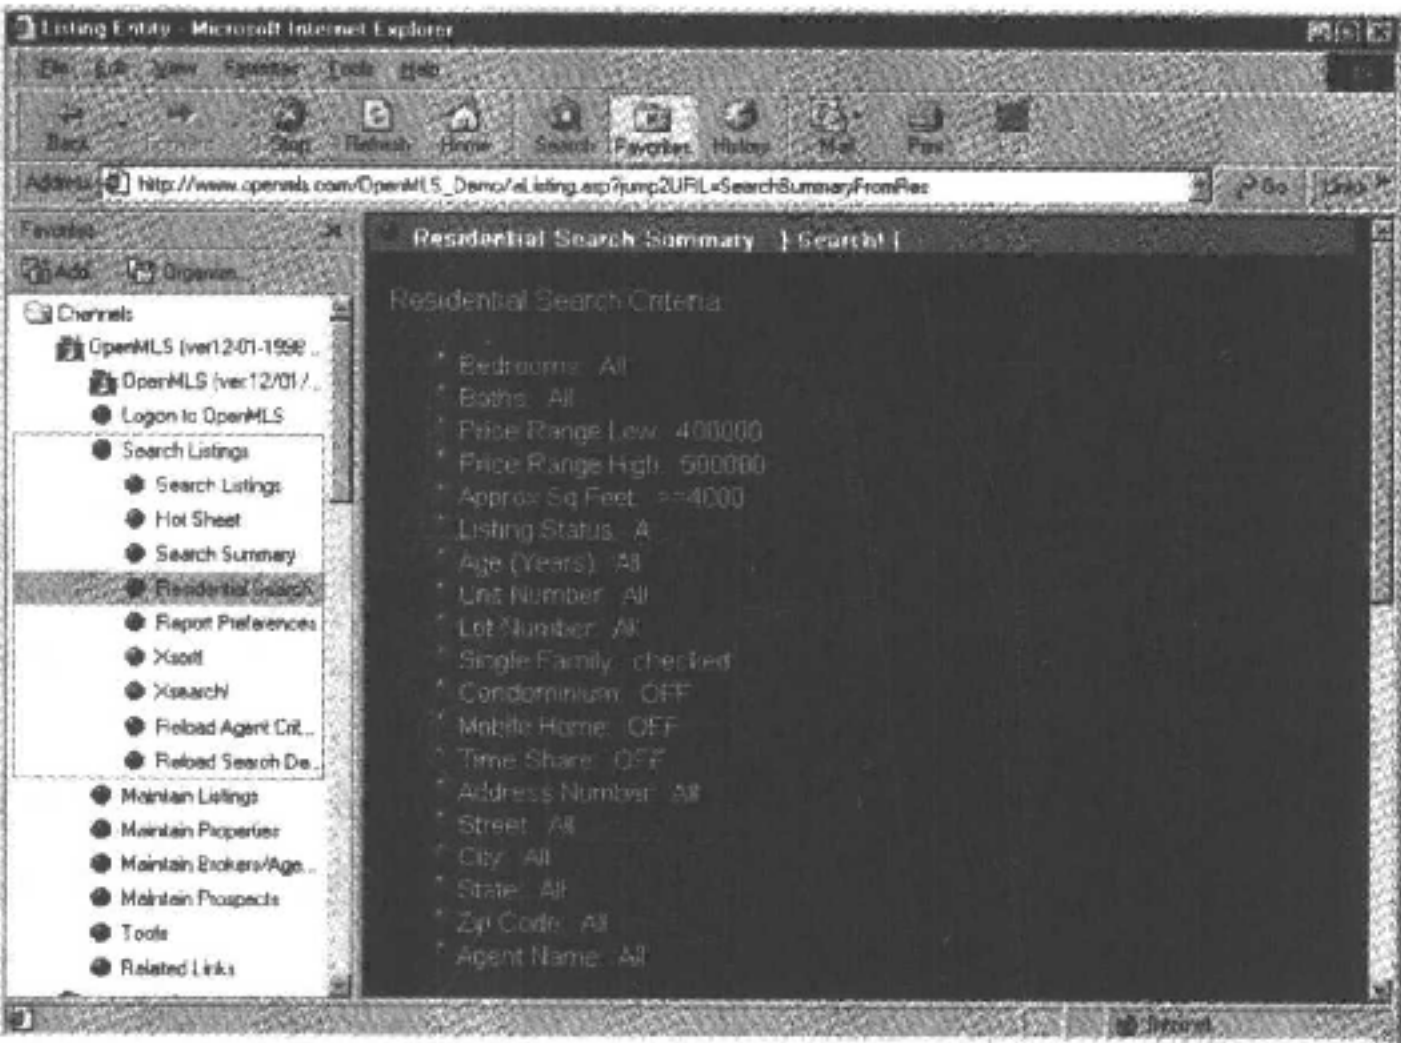 Listing Entity - Microsoft Internet Explorer
File Edit View Favorites Tools Help
Back Forward Stop Refresh Home Search Favorites History Mail Print Edit
Address http://www.openmls.com/OpenMLS_Demo/aListing.asp?jump2URL=SearchSummaryFromRes Go Links
Favorites
Add... Organize...
Channels
OpenMLS (ver12-01-1998 ...
OpenMLS (ver.12/01/...
Logon to OpenMLS
Search Listings
Search Listings
Hot Sheet
Search Summary
Residential Search
Report Preferences
Xsort!
Xsearch!
Reload Agent Crit...
Reload Search De...
Maintain Listings
Maintain Properties
Maintain Brokers/Age...
Maintain Prospects
Tools
Related Links
Residential Search Summary } Search! {
Residential Search Criteria:
* Bedrooms: All
* Baths: All
* Price Range Low: 400000
* Price Range High: 500000
* Approx Sq Feet: >=4000
* Listing Status: A
* Age (Years): All
* Unit Number: All
* Lot Number: All
* Single Family: checked
* Condominium: OFF
* Mobile Home: OFF
* Time Share: OFF
* Address Number: All
* Street: All
* City: All
* State: All
* Zip Code: All
* Agent Name: All
Internet